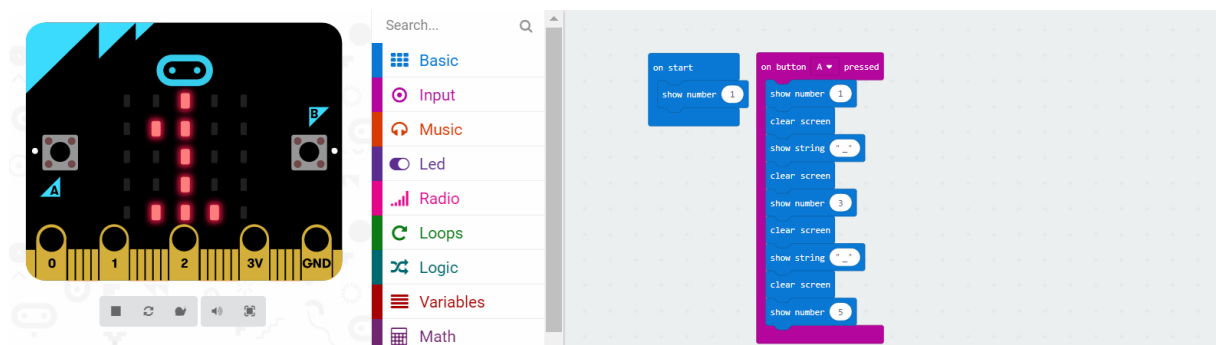 B
A
0 1 2 3V GND
Search...
Basic
Input
Music
Led
Radio
Loops
Logic
Variables
Math
on start
show number 1
on button A pressed
show number 1
clear screen
show string "_"
clear screen
show number 3
clear screen
show string "_"
clear screen
show number 5